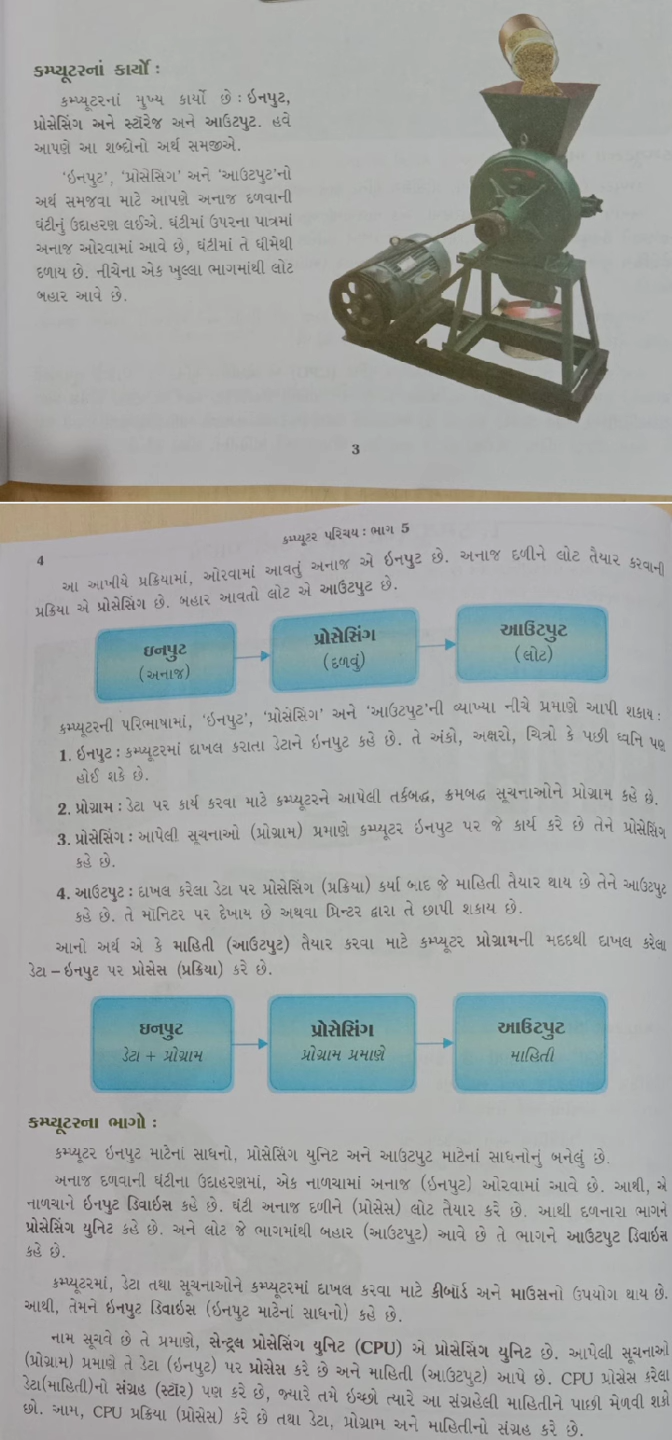 કમ્પ્યૂટરનાં કાર્યો :
કમ્પ્યૂટરનાં મુખ્ય કાર્યો છે : ઇનપુટ,
પ્રોસેસિંગ અને સ્ટૉરેજ અને આઉટપુટ. હવે
આપણે આ શબ્દોનો અર્થ સમજીએ.
'ઇનપુટ', 'પ્રોસેસિંગ' અને 'આઉટપુટ'નો
અર્થ સમજવા માટે આપણે અનાજ દળવાની
ઘંટીનું ઉદાહરણ લઈએ. ઘંટીમાં ઉપરના પાત્રમાં
અનાજ ઓરવામાં આવે છે, ઘંટીમાં તે ધીમેથી
દળાય છે. નીચેના એક ખુલ્લા ભાગમાંથી લોટ
બહાર આવે છે.
3
4
કમ્પ્યૂટર પરિચય : ભાગ 5
આ આખીયે પ્રક્રિયામાં, ઓરવામાં આવતું અનાજ એ ઇનપુટ છે. અનાજ દળીને લોટ તૈયાર કરવાની
પ્રક્રિયા એ પ્રોસેસિંગ છે. બહાર આવતો લોટ એ આઉટપુટ છે.
ઇનપુટ
(અનાજ)
પ્રોસેસિંગ
(દળવું)
આઉટપુટ
(લોટ)
કમ્પ્યૂટરની પરિભાષામાં, 'ઇનપુટ', 'પ્રોસેસિંગ' અને 'આઉટપુટ'ની વ્યાખ્યા નીચે પ્રમાણે આપી શકાય :
1. ઇનપુટ : કમ્પ્યૂટરમાં દાખલ કરાતા ડેટાને ઇનપુટ કહે છે. તે અંકો, અક્ષરો, ચિત્રો કે પછી ધ્વનિ પણ
હોઈ શકે છે.
2. પ્રોગ્રામ : ડેટા પર કાર્ય કરવા માટે કમ્પ્યૂટરને આપેલી તર્કબદ્ધ, ક્રમબદ્ધ સૂચનાઓને પ્રોગ્રામ કહે છે.
3. પ્રોસેસિંગ : આપેલી સૂચનાઓ (પ્રોગ્રામ) પ્રમાણે કમ્પ્યૂટર ઇનપુટ પર જે કાર્ય કરે છે તેને પ્રોસેસિંગ
કહે છે.
4. આઉટપુટ : દાખલ કરેલા ડેટા પર પ્રોસેસિંગ (પ્રક્રિયા) કર્યા બાદ જે માહિતી તૈયાર થાય છે તેને આઉટપુટ
કહે છે. તે મૉનિટર પર દેખાય છે અથવા પ્રિન્ટર દ્વારા તે છાપી શકાય છે.
આનો અર્થ એ કે માહિતી (આઉટપુટ) તૈયાર કરવા માટે કમ્પ્યૂટર પ્રોગ્રામની મદદથી દાખલ કરેલા
ડેટા – ઇનપુટ પર પ્રોસેસ (પ્રક્રિયા) કરે છે.
ઇનપુટ
ડેટા + પ્રોગ્રામ
પ્રોસેસિંગ
પ્રોગ્રામ પ્રમાણે
આઉટપુટ
માહિતી
કમ્પ્યૂટરના ભાગો :
કમ્પ્યૂટર ઇનપુટ માટેનાં સાધનો, પ્રોસેસિંગ યુનિટ અને આઉટપુટ માટેનાં સાધનોનું બનેલું છે.
અનાજ દળવાની ઘંટીના ઉદાહરણમાં, એક નાળચામાં અનાજ (ઇનપુટ) ઓરવામાં આવે છે. આથી, એ
નાળચાને ઇનપુટ ડિવાઇસ કહે છે. ઘંટી અનાજ દળીને (પ્રોસેસ) લોટ તૈયાર કરે છે. આથી દળનારા ભાગને
પ્રોસેસિંગ યુનિટ કહે છે. અને લોટ જે ભાગમાંથી બહાર (આઉટપુટ) આવે છે તે ભાગને આઉટપુટ ડિવાઇસ
કહે છે.
કમ્પ્યૂટરમાં, ડેટા તથા સૂચનાઓને કમ્પ્યૂટરમાં દાખલ કરવા માટે કીબૉર્ડ અને માઉસનો ઉપયોગ થાય છે.
આથી, તેમને ઇનપુટ ડિવાઇસ (ઇનપુટ માટેનાં સાધનો) કહે છે.
નામ સૂચવે છે તે પ્રમાણે, સેન્ટ્રલ પ્રોસેસિંગ યુનિટ (CPU) એ પ્રોસેસિંગ યુનિટ છે. આપેલી સૂચનાઓ
(પ્રોગ્રામ) પ્રમાણે તે ડેટા (ઇનપુટ) પર પ્રોસેસ કરે છે અને માહિતી (આઉટપુટ) આપે છે. CPU પ્રોસેસ કરેલા
ડેટા(માહિતી)નો સંગ્રહ (સ્ટૉર) પણ કરે છે, જ્યારે તમે ઇચ્છો ત્યારે આ સંગ્રહેલી માહિતીને પાછી મેળવી શકો
છો. આમ, CPU પ્રક્રિયા (પ્રોસેસ) કરે છે તથા ડેટા, પ્રોગ્રામ અને માહિતીનો સંગ્રહ કરે છે.